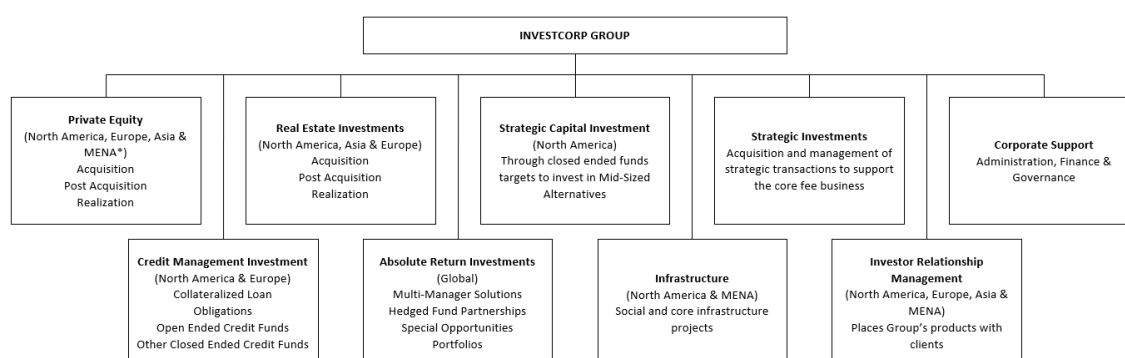 INVESTCORP GROUP
Private Equity
(North America, Europe, Asia &
MENA*)
Acquisition
Post Acquisition
Realization
Real Estate Investments
(North America, Asia & Europe)
Acquisition
Post Acquisition
Realization
Strategic Capital Investment
(North America)
Through closed ended funds
targets to invest in Mid-Sized
Alternatives
Strategic Investments
Acquisition and management of
strategic transactions to support
the core fee business
Corporate Support
Administration, Finance &
Governance
Credit Management Investment
(North America & Europe)
Collateralized Loan
Obligations
Open Ended Credit Funds
Other Closed Ended Credit Funds
Absolute Return Investments
(Global)
Multi-Manager Solutions
Hedged Fund Partnerships
Special Opportunities
Portfolios
Infrastructure
(North America & MENA)
Social and core infrastructure
projects
Investor Relationship
Management
(North America, Europe, Asia &
MENA)
Places Group's products with
clients